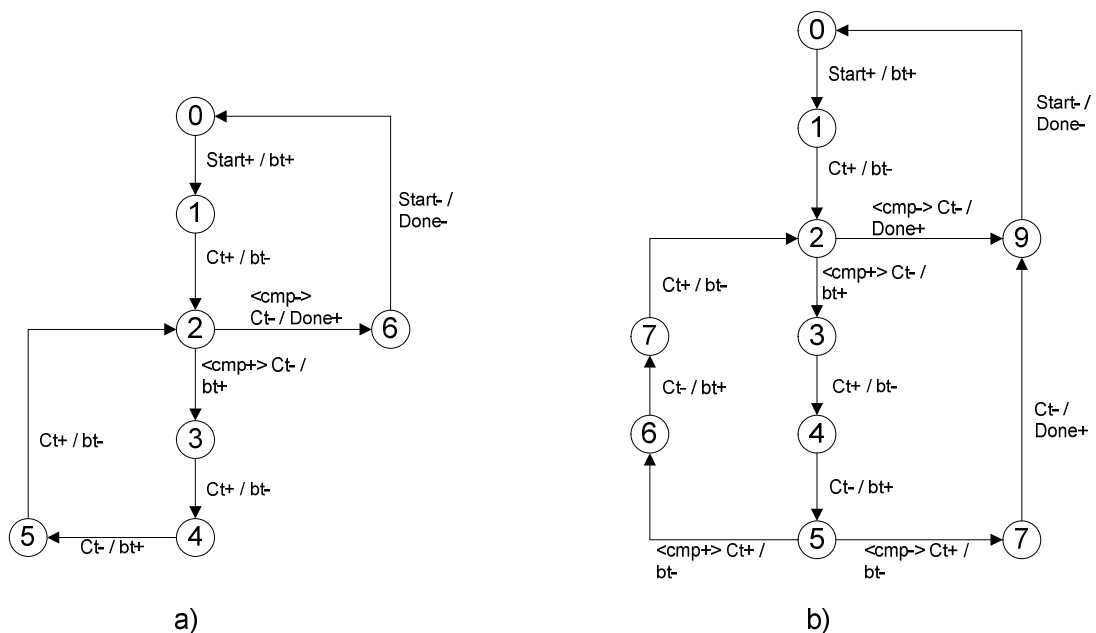 0
Start+ / bt+
1
Ct+ / bt-
<cmp->
Ct- / Done+
2
6
Start- /
Done-
<cmp+> Ct- /
bt+
3
Ct+ / bt-
Ct+ / bt-
5
Ct- / bt+
4
a)
0
Start+ / bt+
Start- /
Done-
1
Ct+ / bt-
<cmp-> Ct- /
Done+
2
9
<cmp+> Ct- /
bt+
Ct+ / bt-
7
3
Ct- / bt+
Ct+ / bt-
6
4
Ct- /
Done+
Ct- / bt+
5
7
<cmp+> Ct+ /
bt-
<cmp-> Ct+ /
bt-
b)